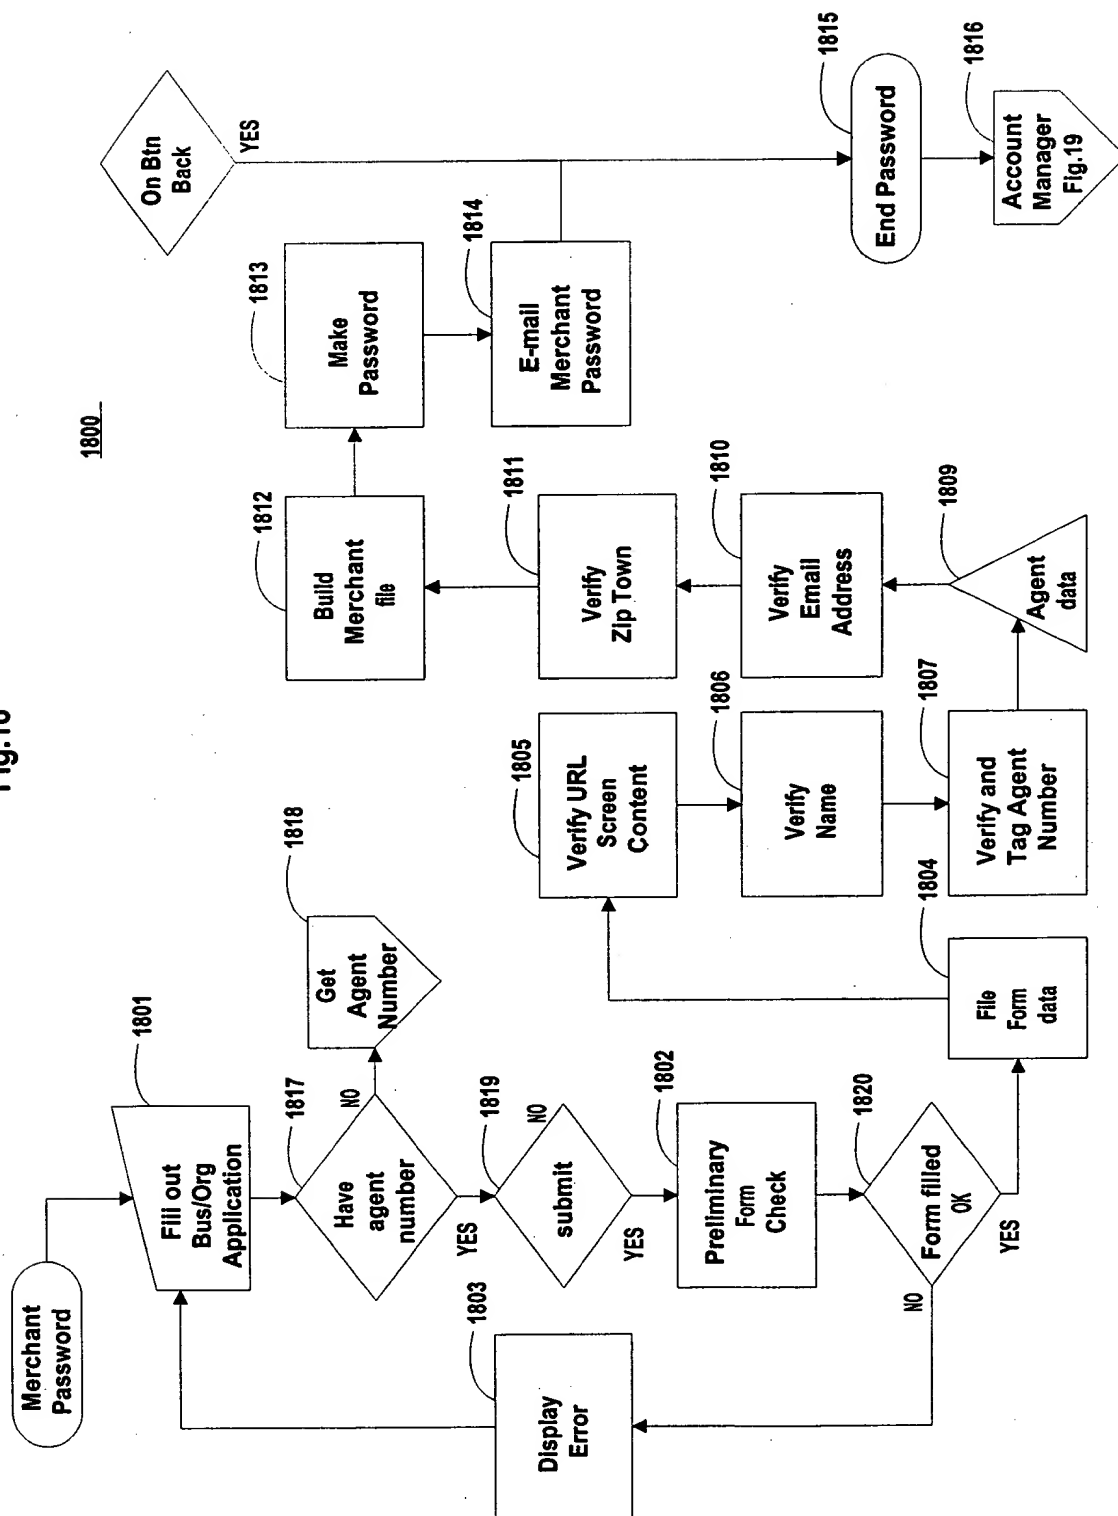 1800
Merchant
Password
Fill out
Bus/Org
Application
1801
Have
agent
number
1817
NO
YES
Get
Agent
Number
1818
submit
1819
NO
YES
Preliminary
Form
Check
1802
Form filled
OK
1820
NO
YES
Display
Error
1803
File
Form
data
1804
Verify URL
Screen
Content
1805
Verify
Name
1806
Verify and
Tag Agent
Number
1807
Agent
data
1809
Verify
Email
Address
1810
Verify
Zip Town
1811
Build
Merchant
file
1812
Make
Password
1813
E-mail
Merchant
Password
1814
On Btn
Back
YES
End Password
1815
Account
Manager
Fig.19
1816